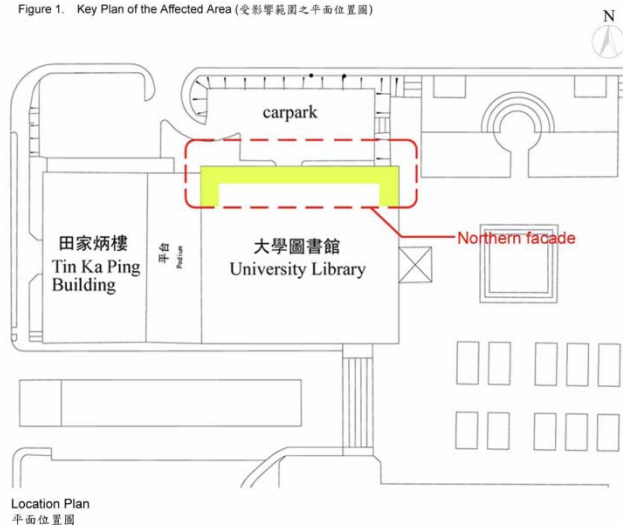 Figure 1. Key Plan of the Affected Area (受影響範圍之平面位置圖)
N
carpark
田家炳樓
Tin Ka Ping
Building
平台
Podium
大學圖書館
University Library
Northern facade
Location Plan
平面位置圖